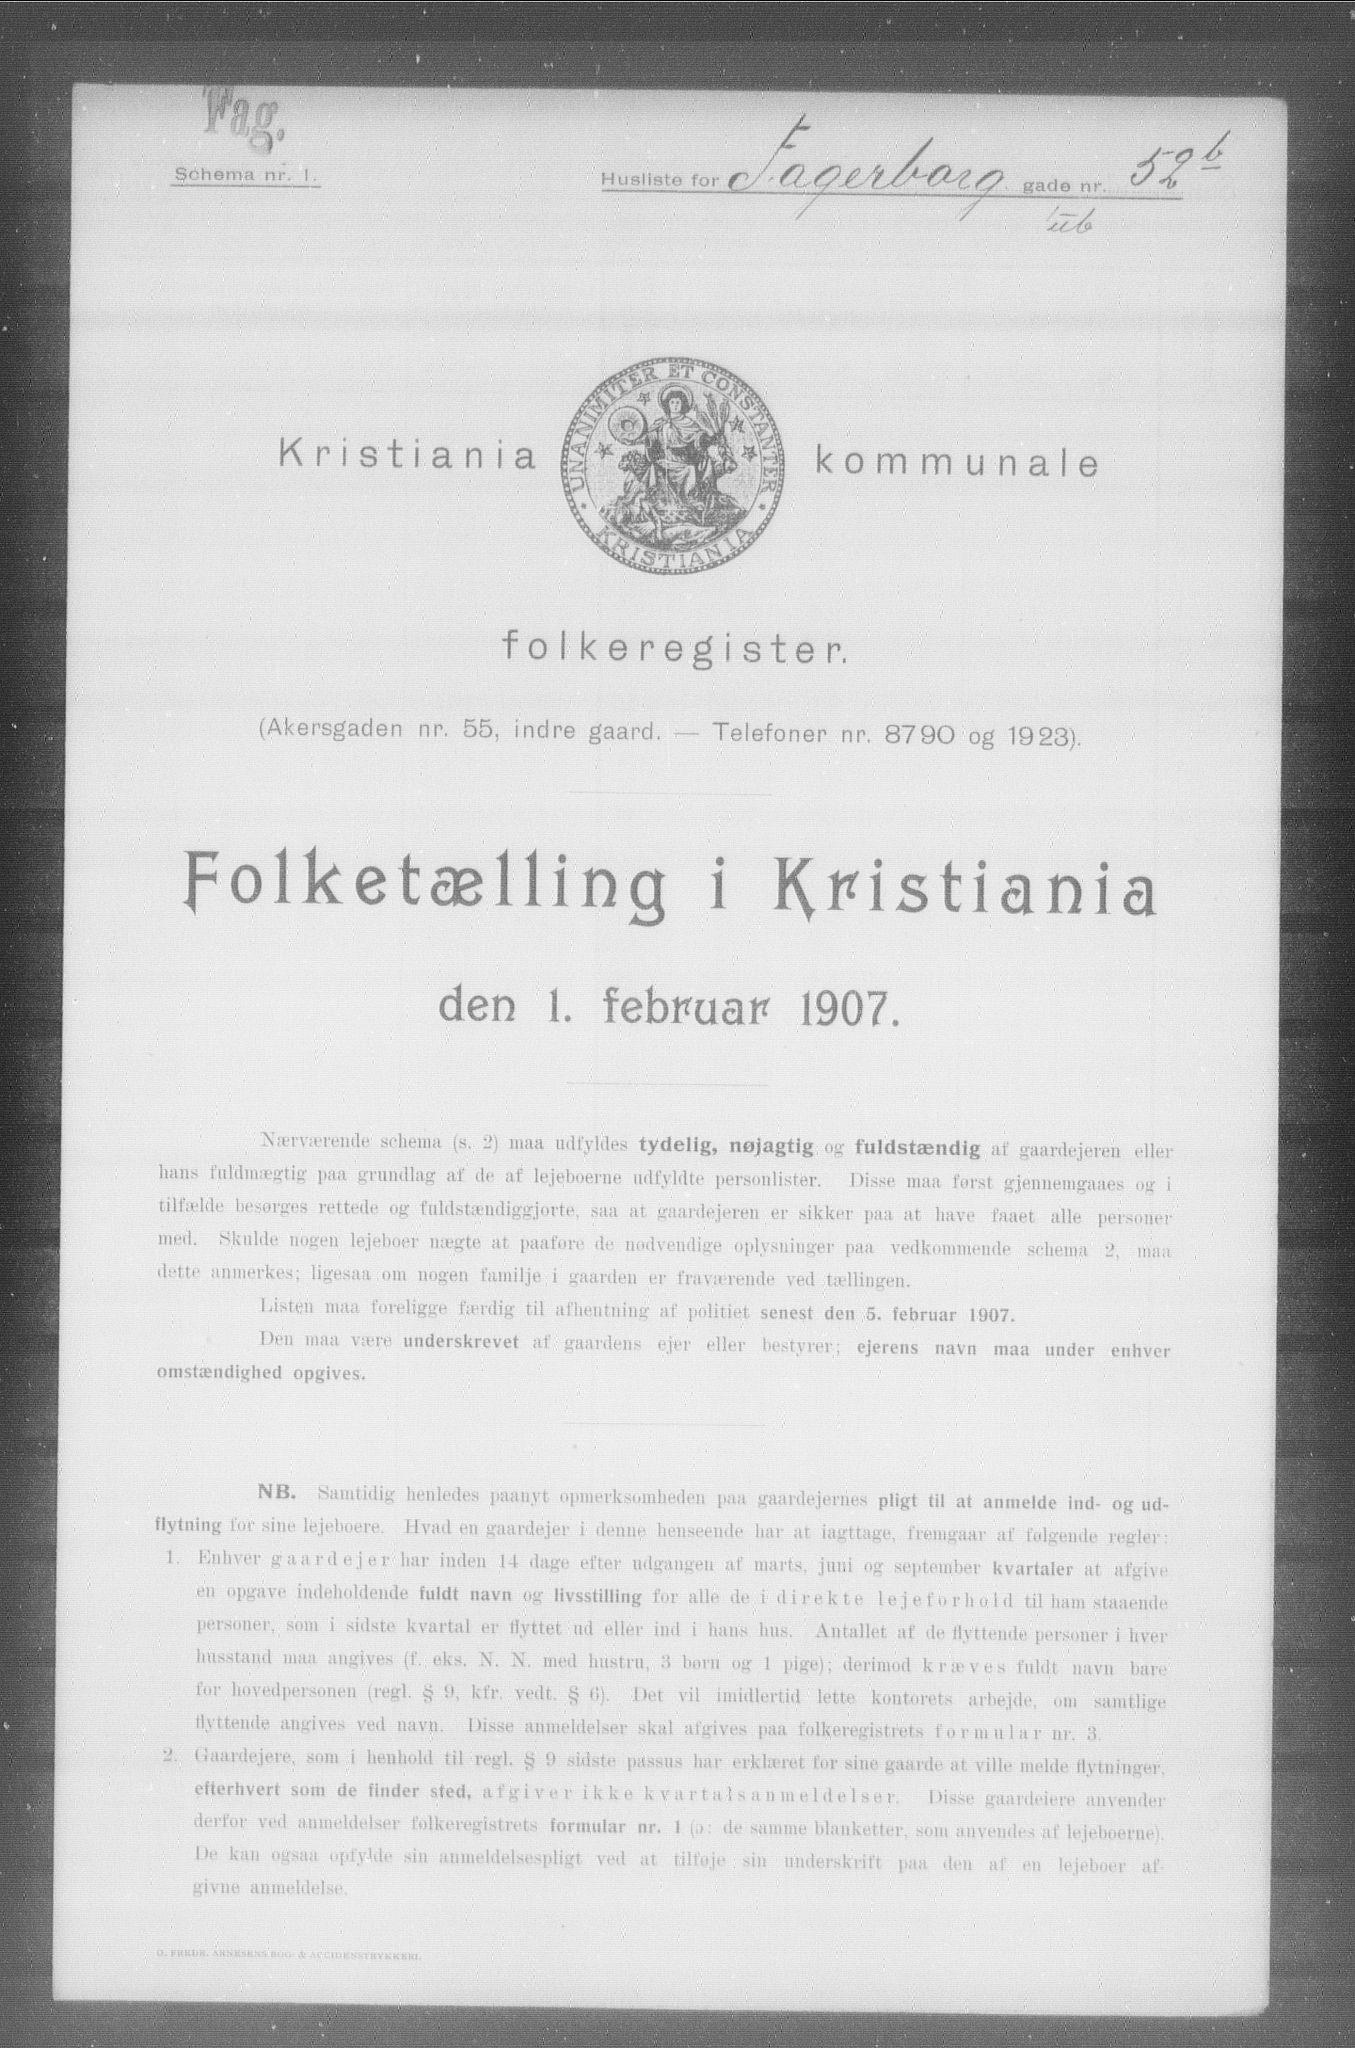 Fag.
Schema nr. 1.
Husliste for Fagerborg gade nr. 52b
IIb
UNANIMITER ET CONSTANTER
KRISTIANIA
Kristiania kommunale
folkeregister.
(Akersgaden nr. 55, indre gaard. — Telefoner nr. 8790 og 1923).
Folketælling i Kristiania
den 1. februar 1907.
Nærværende schema (s. 2) maa udfyldes tydelig, nøjagtig og fuldstændig af gaardejeren eller
hans fuldmægtig paa grundlag af de af lejeboerne udfyldte personlister. Disse maa først gjennemgaaes og i
tilfælde besørges rettede og fuldstændiggjorte, saa at gaardejeren er sikker paa at have faaet alle personer
med. Skulde nogen lejeboer nægte at paaføre de nødvendige oplysninger paa vedkommende schema 2, maa
dette anmerkes; ligesaa om nogen familje i gaarden er fraværende ved tællingen.
Listen maa foreligge færdig til afhentning af politiet senest den 5. februar 1907.
Den maa være underskrevet af gaardens ejer eller bestyrer; ejerens navn maa under enhver
omstændighed opgives.
NB. Samtidig henledes paanyt opmerksomheden paa gaardejernes pligt til at anmelde ind- og ud-
flytning for sine lejeboere. Hvad en gaardejer i denne henseende har at iagttage, fremgaar af følgende regler:
1. Enhver gaardejer har inden 14 dage efter udgangen af marts, juni og september kvartaler at afgive
en opgave indeholdende fuldt navn og livsstilling for alle de i direkte lejeforhold til ham staaende
personer, som i sidste kvartal er flyttet ud eller ind i hans hus. Antallet af de flyttende personer i hver
husstand maa angives (f. eks. N. N. med hustru, 3 børn og 1 pige); derimod kræves fuldt navn bare
for hovedpersonen (regl. § 9, kfr. vedt. § 6). Det vil imidlertid lette kontorets arbejde, om samtlige
flyttende angives ved navn. Disse anmeldelser skal afgives paa folkeregistrets formular nr. 3.
2. Gaardejere, som i henhold til regl. § 9 sidste passus har erklæret for sine gaarde at ville melde flytninger,
efterhvert som de finder sted, afgiver ikke kvartalsanmeldelser. Disse gaardeiere anvender
derfor ved anmeldelser folkeregistrets formular nr. 1 (ɔ: de samme blanketter, som anvendes af lejeboerne).
De kan ogsaa opfylde sin anmeldelsespligt ved at tilføje sin underskrift paa den af en lejeboer af-
givne anmeldelse.
O. FREDR. ARNESENS BOG- & ACCIDENSTRYKKERI.